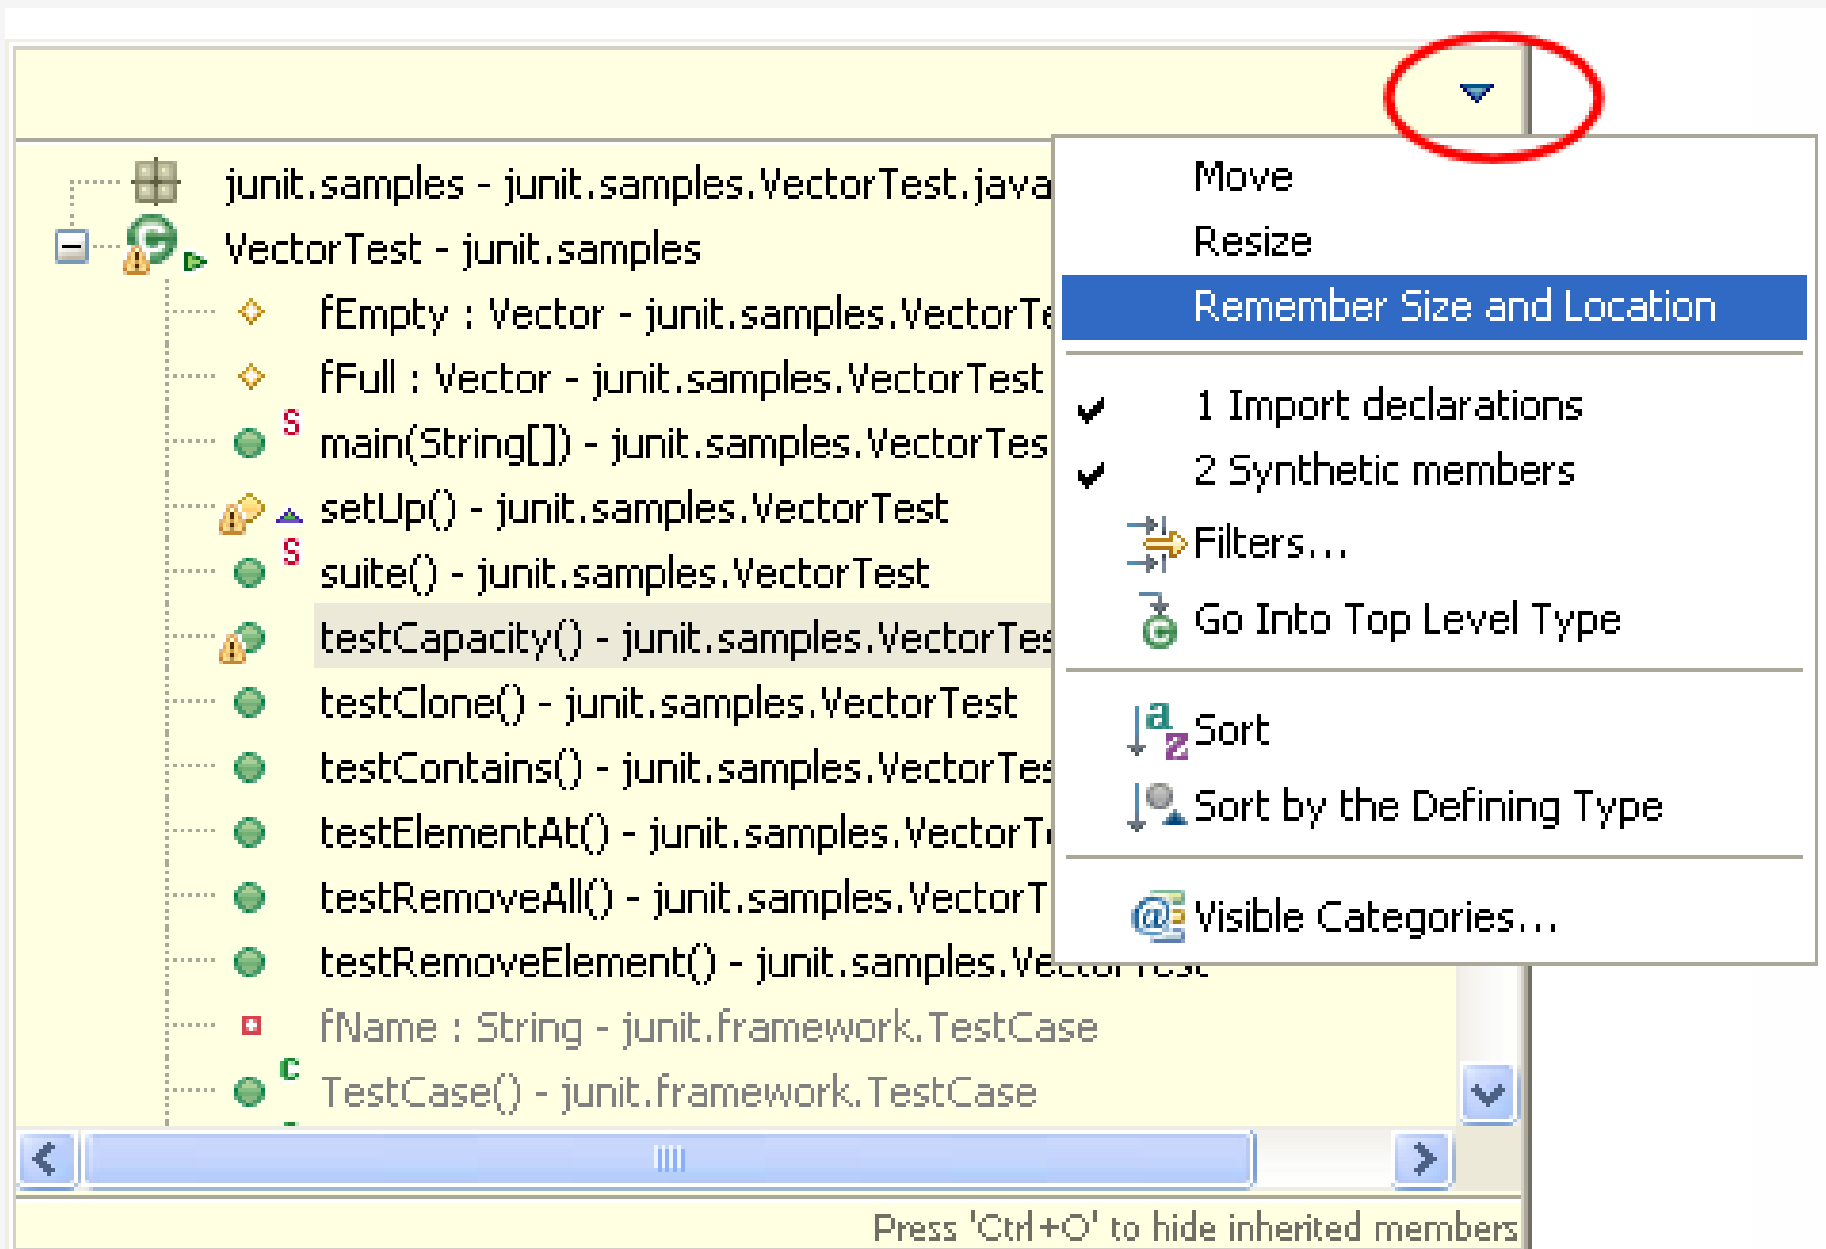 junit.samples - junit.samples.VectorTest.java
VectorTest - junit.samples
fEmpty : Vector - junit.samples.VectorTe
fFull : Vector - junit.samples.VectorTest
S
main(String[]) - junit.samples.VectorTes
setUp() - junit.samples.VectorTest
S
suite() - junit.samples.VectorTest
testCapacity() - junit.samples.VectorTes
testClone() - junit.samples.VectorTest
testContains() - junit.samples.VectorTes
testElementAt() - junit.samples.VectorT
testRemoveAll() - junit.samples.VectorT
testRemoveElement() - junit.samples.VectorTest
fName : String - junit.framework.TestCase
C
TestCase() - junit.framework.TestCase
Move
Resize
Remember Size and Location
1 Import declarations
2 Synthetic members
Filters...
Go Into Top Level Type
Sort
Sort by the Defining Type
Visible Categories...
Press 'Ctrl+O' to hide inherited members